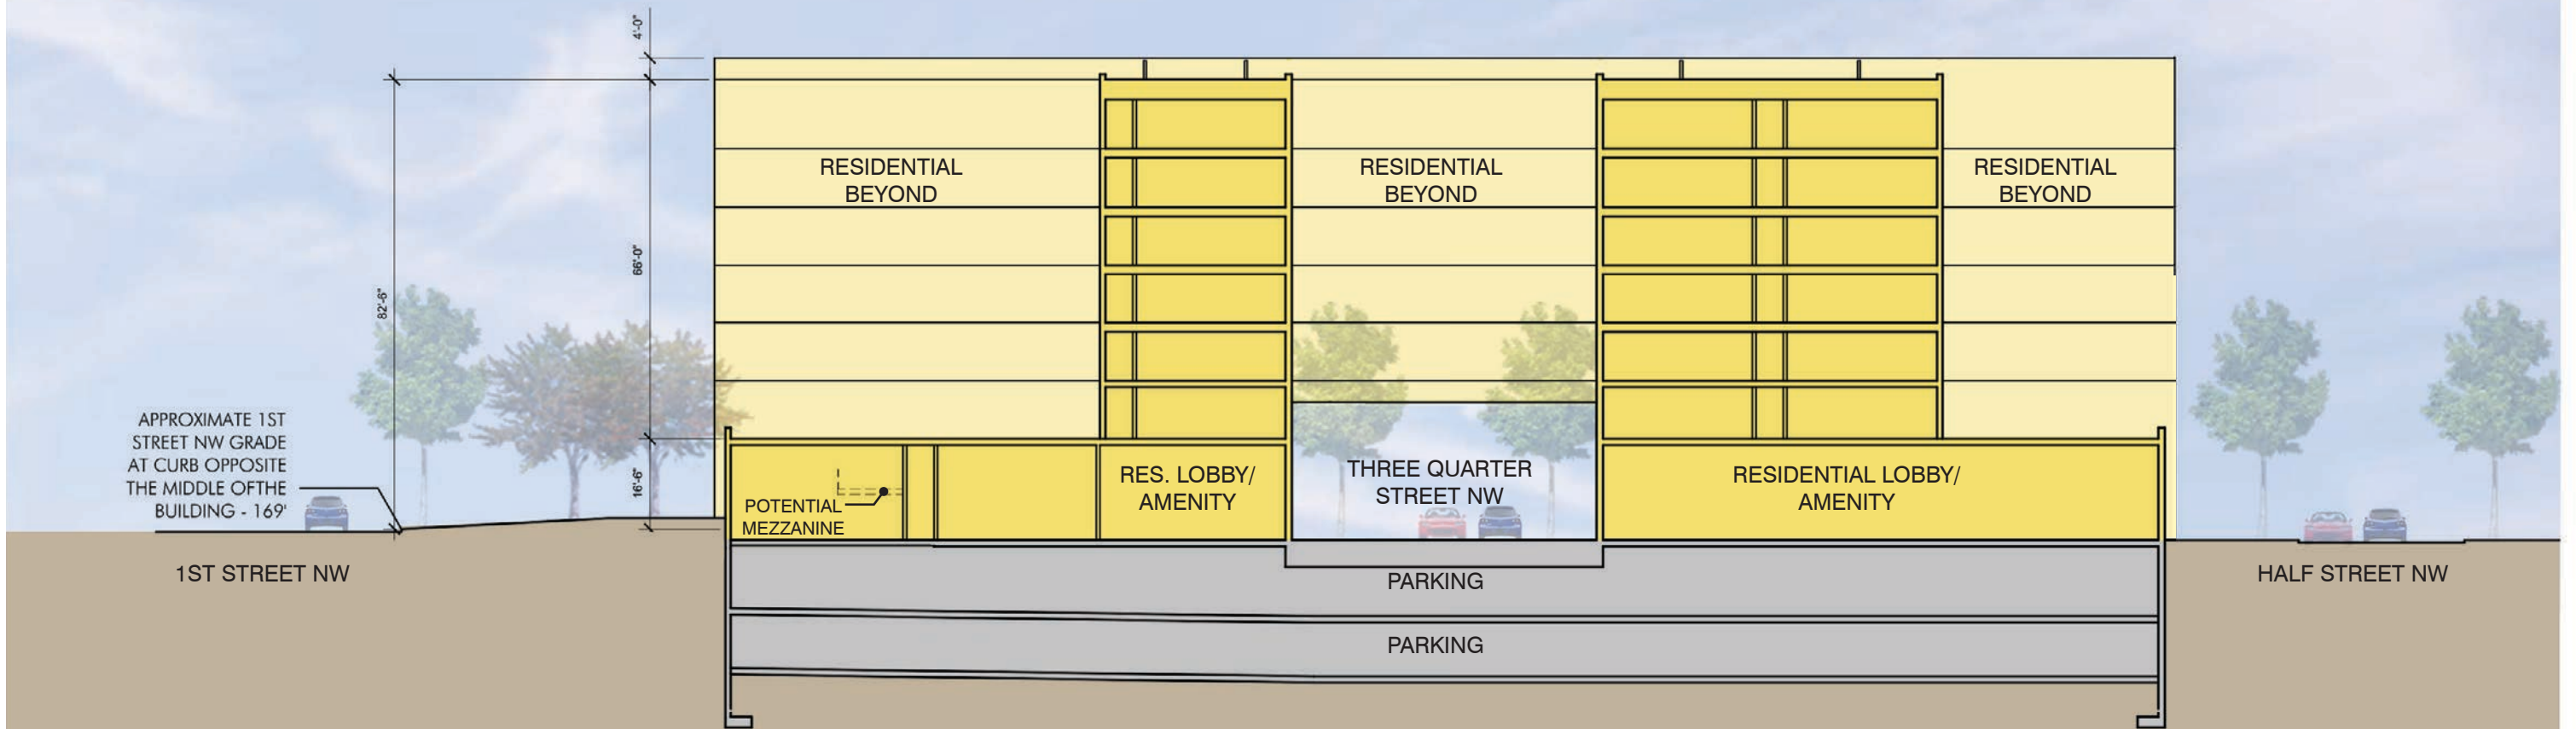 4'-0"
RESIDENTIAL
BEYOND
RESIDENTIAL
BEYOND
RESIDENTIAL
BEYOND
66'-0"
82'-6"
APPROXIMATE 1ST
STREET NW GRADE
AT CURB OPPOSITE
THE MIDDLE OFTHE
BUILDING - 169'
16'-6"
POTENTIAL
MEZZANINE
RES. LOBBY/
AMENITY
THREE QUARTER
STREET NW
RESIDENTIAL LOBBY/
AMENITY
1ST STREET NW
PARKING
HALF STREET NW
PARKING